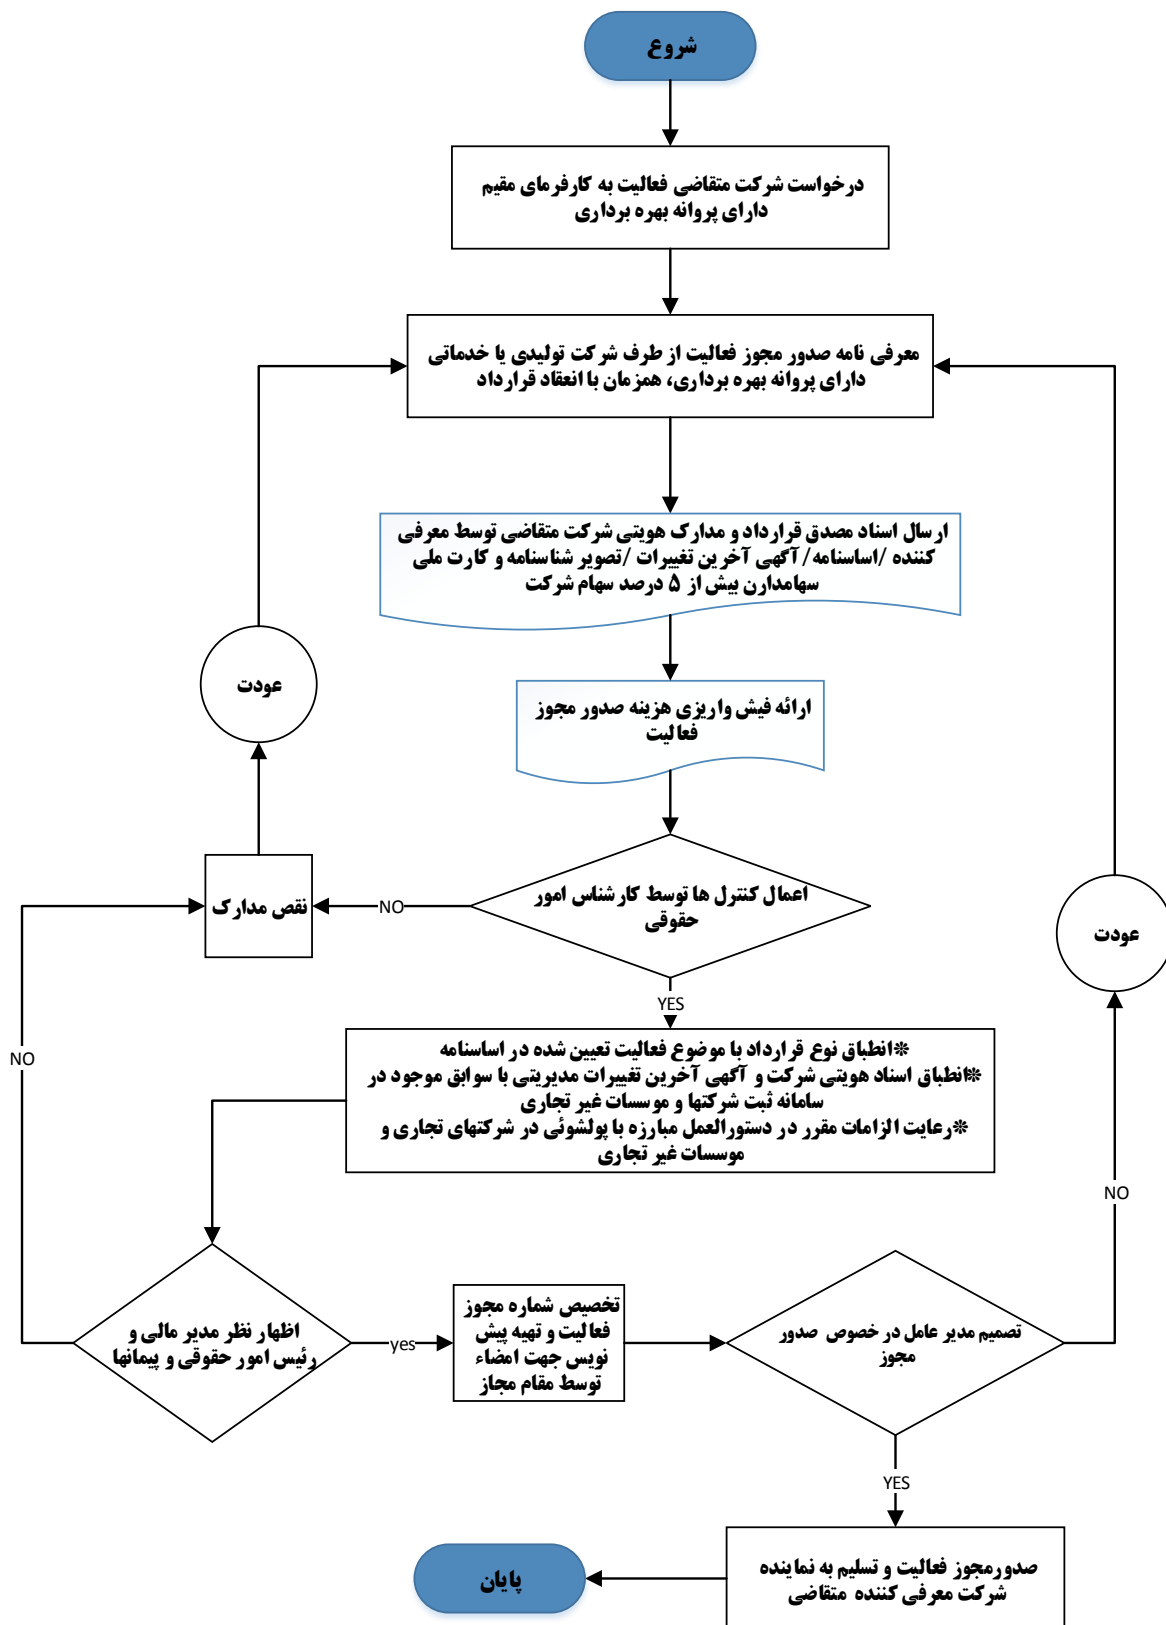 شروع
درخواست شرکت متقاضی فعالیت به کارفرمای مقیم
دارای پروانه بهره برداری
معرفی نامه صدور مجوز فعالیت از طرف شرکت تولیدی یا خدماتی
دارای پروانه بهره برداری، همزمان با انعقاد قرارداد
ارسال اسناد مصدق قرارداد و مدارک هویتی شرکت متقاضی توسط معرفی
کننده /اساسنامه/ آگهی آخرین تغییرات /تصویر شناسنامه و کارت ملی
سهامدارن بیش از ۵ درصد سهام شرکت
عودت
ارائه فیش واریزی هزینه صدور مجوز
فعالیت
اعمال کنترل ها توسط کارشناس امور
حقوقی
NO
نقص مدارک
عودت
YES
*انطباق نوع قرارداد با موضوع فعالیت تعیین شده در اساسنامه
*انطباق اسناد هویتی شرکت و آگهی آخرین تغییرات مدیریتی با سوابق موجود در
سامانه ثبت شرکتها و موسسات غیر تجاری
*رعایت الزامات مقرر در دستورالعمل مبارزه با پولشوئی در شرکتهای تجاری و
موسسات غیر تجاری
NO
NO
اظهار نظر مدیر مالی و
رئیس امور حقوقی و پیمانها
yes
تخصیص شماره مجوز
فعالیت و تهیه پیش
نویس جهت امضاء
توسط مقام مجاز
تصمیم مدیر عامل در خصوص صدور
مجوز
YES
صدورمجوز فعالیت و تسلیم به نماینده
شرکت معرفی کننده متقاضی
پایان